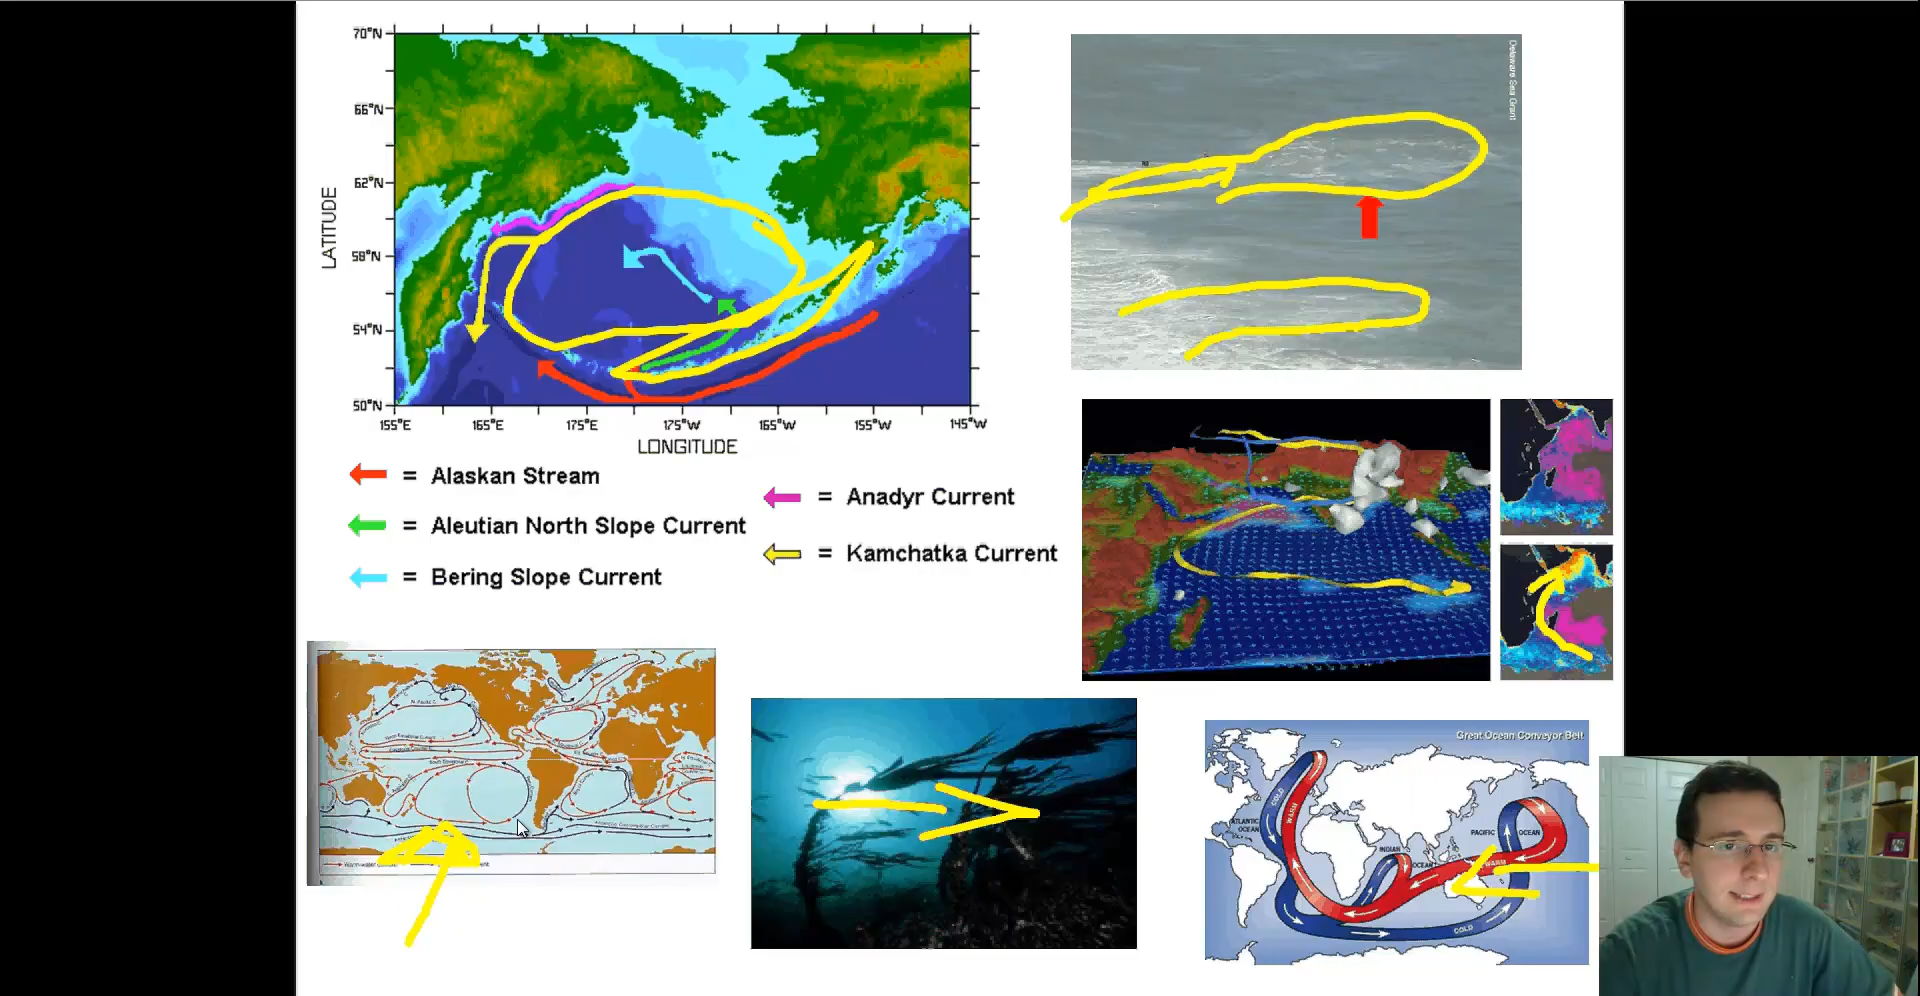 70°N
66°N
62°N
58°N
54°N
50°N
LATITUDE
155°E
165°E
175°E
175°W
165°W
155°W
145°W
LONGITUDE
= Alaskan Stream
= Aleutian North Slope Current
= Bering Slope Current
= Anadyr Current
= Kamchatka Current
Delaware Sea Grant
Great Ocean Conveyor Belt
COLD
WARM
ATLANTIC
OCEAN
INDIAN
OCEAN
PACIFIC OCEAN
WARM
COLD